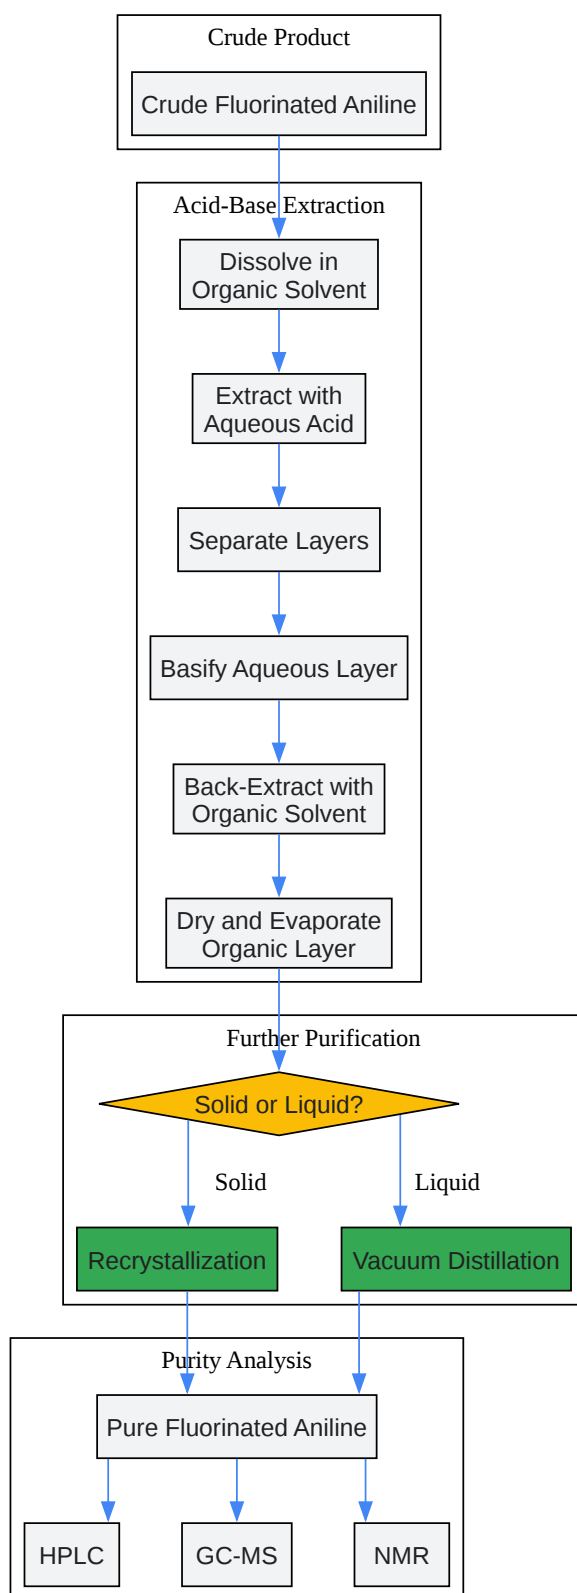 Crude Product
Crude Fluorinated Aniline
Acid-Base Extraction
Dissolve in
Organic Solvent
Extract with
Aqueous Acid
Separate Layers
Basify Aqueous Layer
Back-Extract with
Organic Solvent
Dry and Evaporate
Organic Layer
Further Purification
Solid or Liquid?
Solid
Liquid
Recrystallization
Vacuum Distillation
Purity Analysis
Pure Fluorinated Aniline
HPLC
GC-MS
NMR